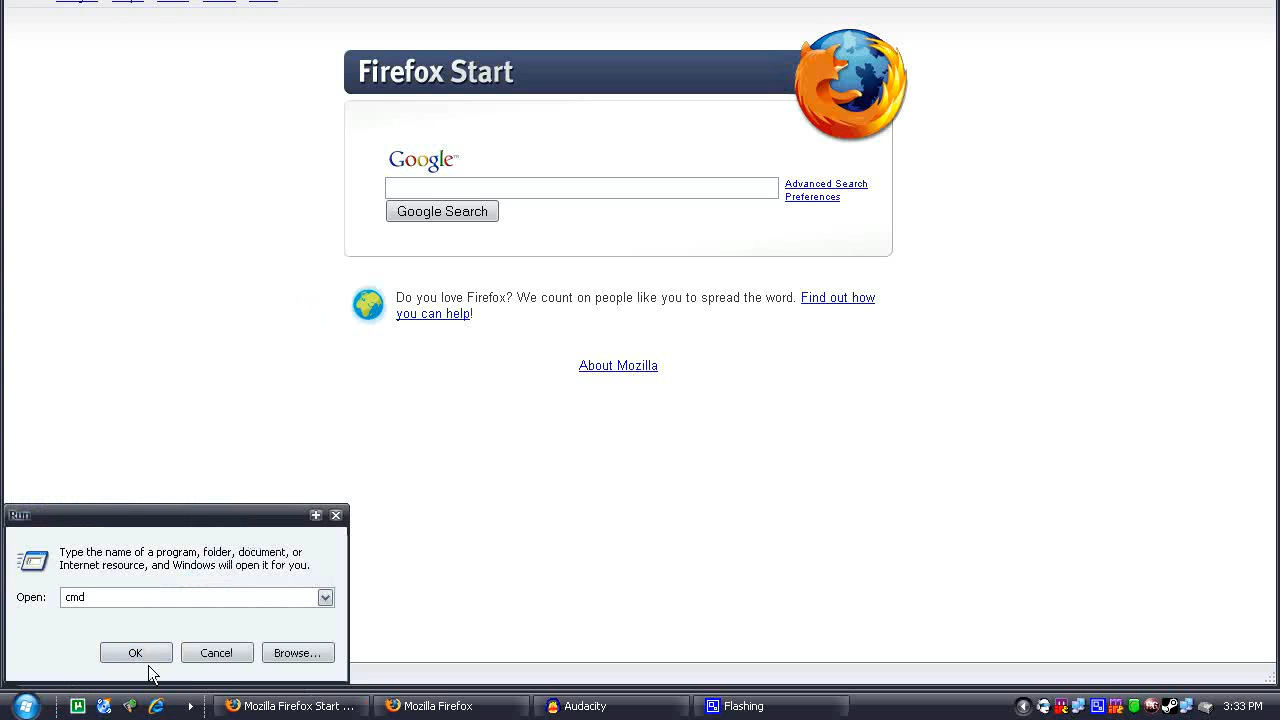 Firefox Start
Google™
Advanced Search
Preferences
Google Search
Do you love Firefox? We count on people like you to spread the word. Find out how
you can help!
About Mozilla
Run
Type the name of a program, folder, document, or
Internet resource, and Windows will open it for you.
Open:
cmd
OK
Cancel
Browse...
Mozilla Firefox Start ...
Mozilla Firefox
Audacity
Flashing
3:33 PM